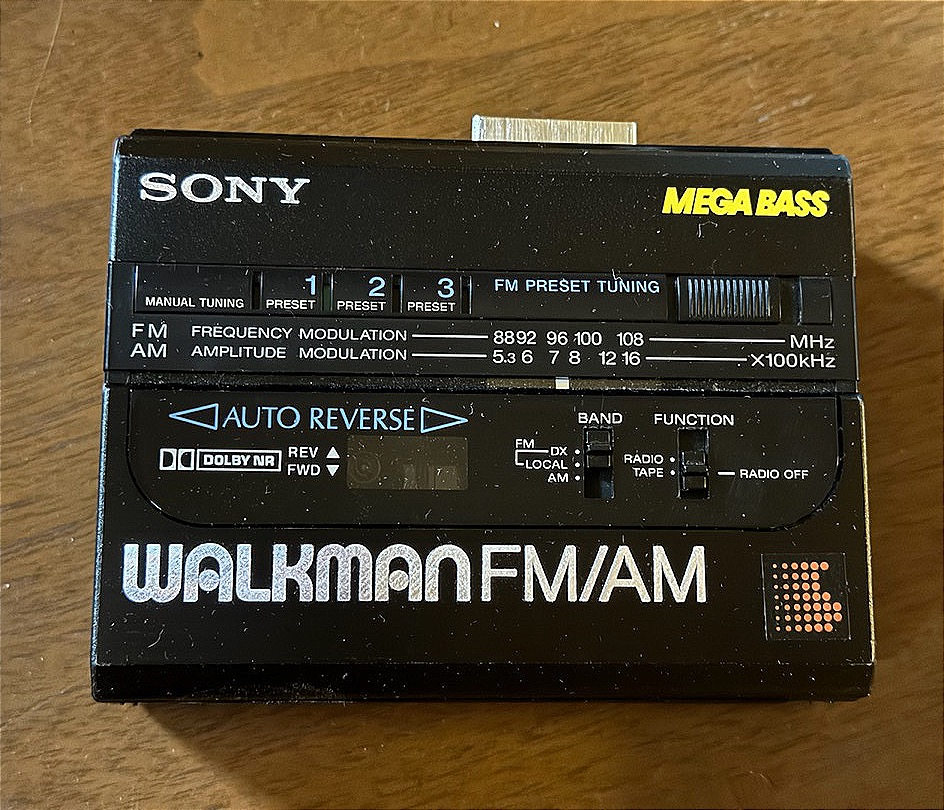 SONY
MEGA BASS
MANUAL TUNING
1 PRESET
2 PRESET
3 PRESET
FM PRESET TUNING
FM FREQUENCY MODULATION 88 92 96 100 108 MHz
AM AMPLITUDE MODULATION 5.3 6 7 8 12 16 X100kHz
AUTO REVERSE
DOLBY NR
REV
FWD
BAND
FM DX
LOCAL
AM
FUNCTION
RADIO
TAPE
RADIO OFF
WALKMAN FM/AM